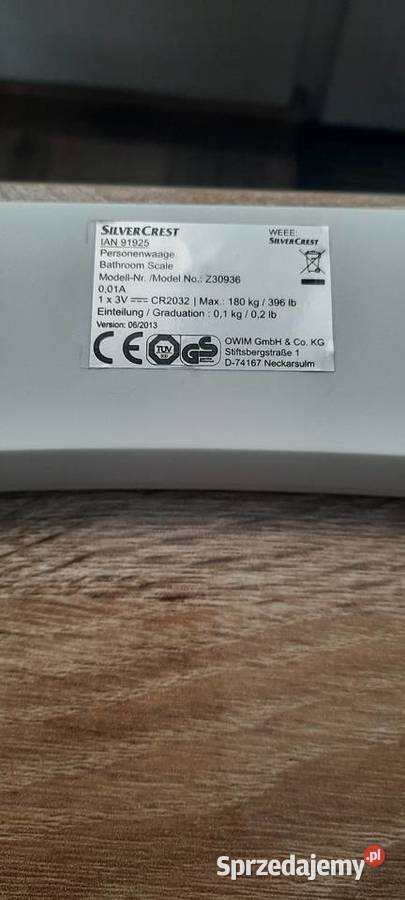 SILVERCREST
IAN 91925
Personenwaage
Bathroom Scale
Modell-Nr. /Model No.: Z30936
0,01A
1 x 3V CR2032 | Max.: 180 kg / 396 lb
Einteilung / Graduation : 0,1 kg / 0,2 lb
Version: 06/2013
WEEE:
SILVERCREST
CE TÜV GS
OWIM GmbH & Co. KG
Stiftsbergstraße 1
D-74167 Neckarsulm
Sprzedajemy.pl